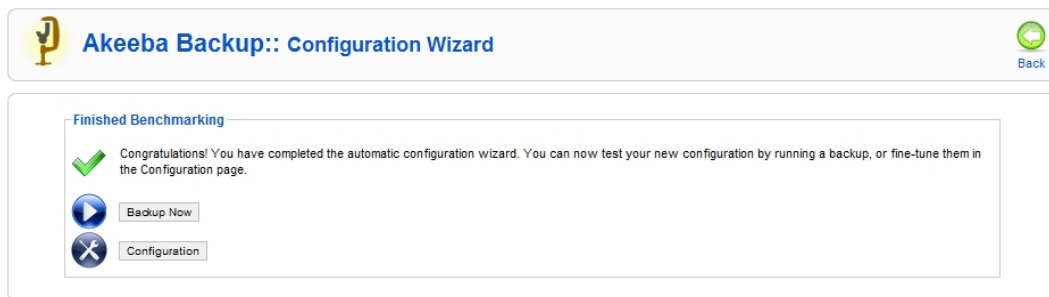 Akeeba Backup:: Configuration Wizard
Back
Finished Benchmarking
Congratulations! You have completed the automatic configuration wizard. You can now test your new configuration by running a backup, or fine-tune them in
the Configuration page.
Backup Now
Configuration